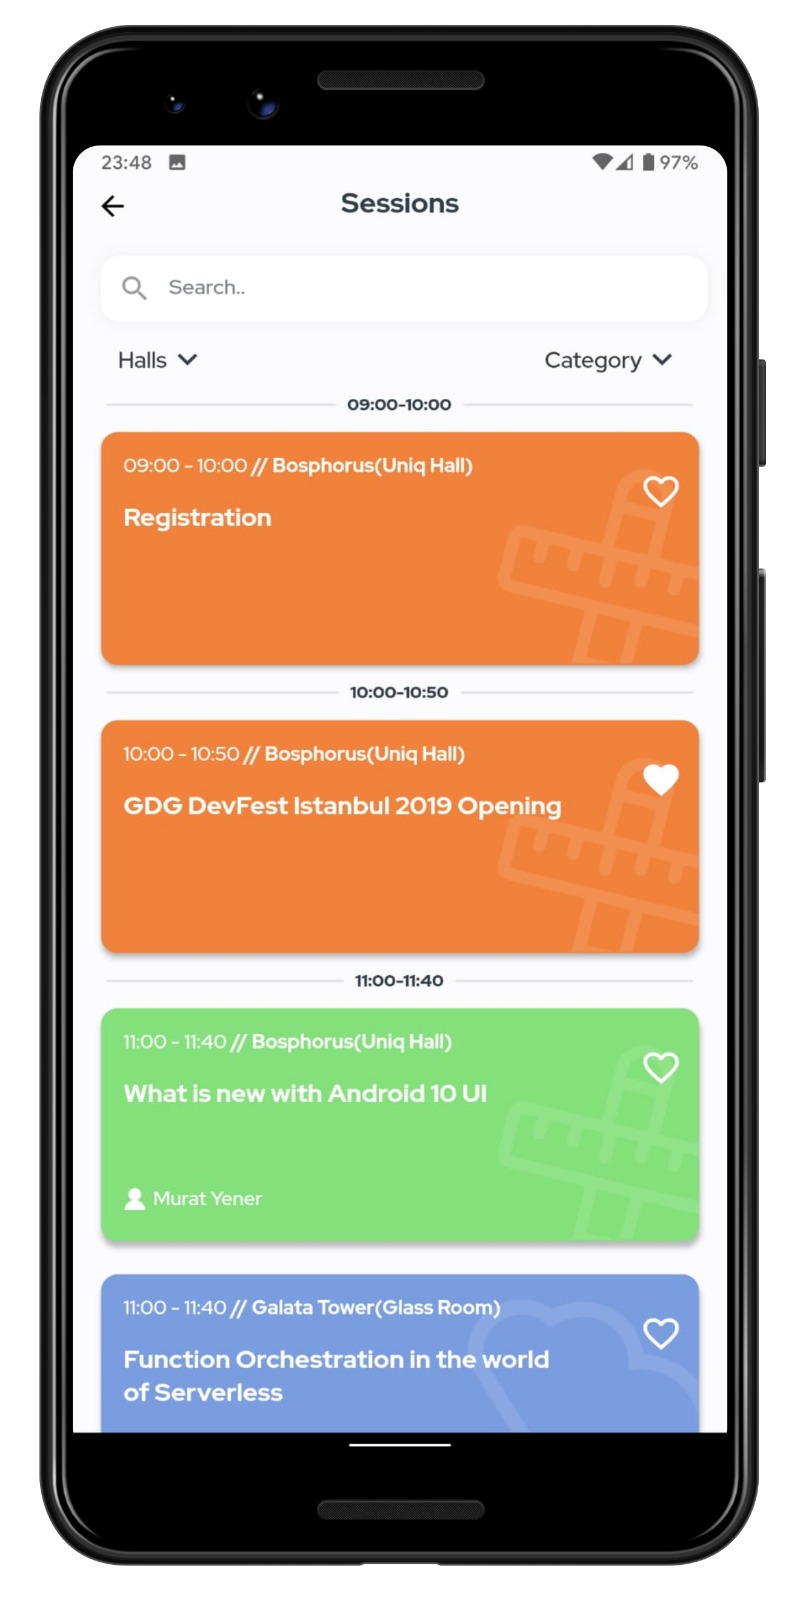 23:48
97%
Sessions
Search..
Halls
Category
09:00-10:00
09:00 - 10:00 // Bosphorus(Uniq Hall)
Registration
10:00-10:50
10:00 - 10:50 // Bosphorus(Uniq Hall)
GDG DevFest Istanbul 2019 Opening
11:00-11:40
11:00 - 11:40 // Bosphorus(Uniq Hall)
What is new with Android 10 UI
Murat Yener
11:00 - 11:40 // Galata Tower(Glass Room)
Function Orchestration in the world
of Serverless